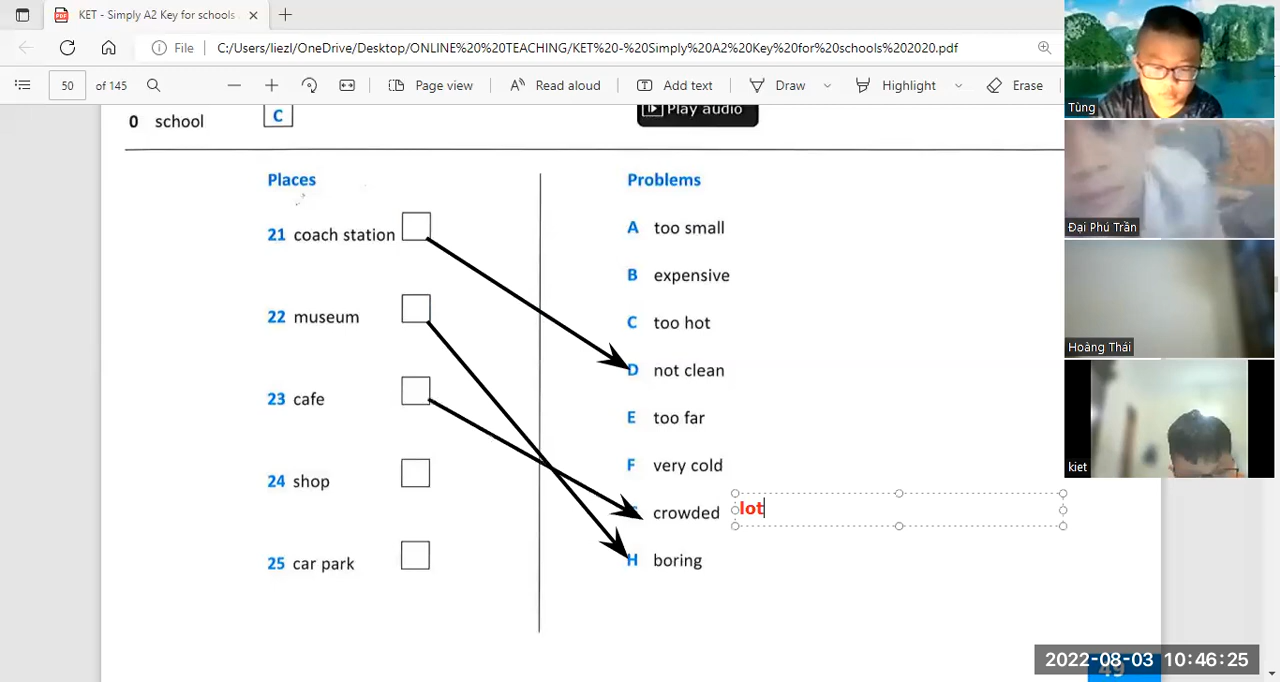 KET - Simply A2 Key for schools
File C:/Users/liezl/OneDrive/Desktop/ONLINE%20%20TEACHING/KET%20-%20Simply%20A2%20Key%20for%20schools%202020.pdf
50 of 145 Page view Read aloud Add text Draw Highlight Erase
0 school C
Play audio
Places
21 coach station
22 museum
23 cafe
24 shop
25 car park
Problems
A too small
B expensive
C too hot
D not clean
E too far
F very cold
crowded lot
H boring
Tùng
Đại Phú Trần
Hoàng Thái
kiet
2022-08-03 10:46:25
49